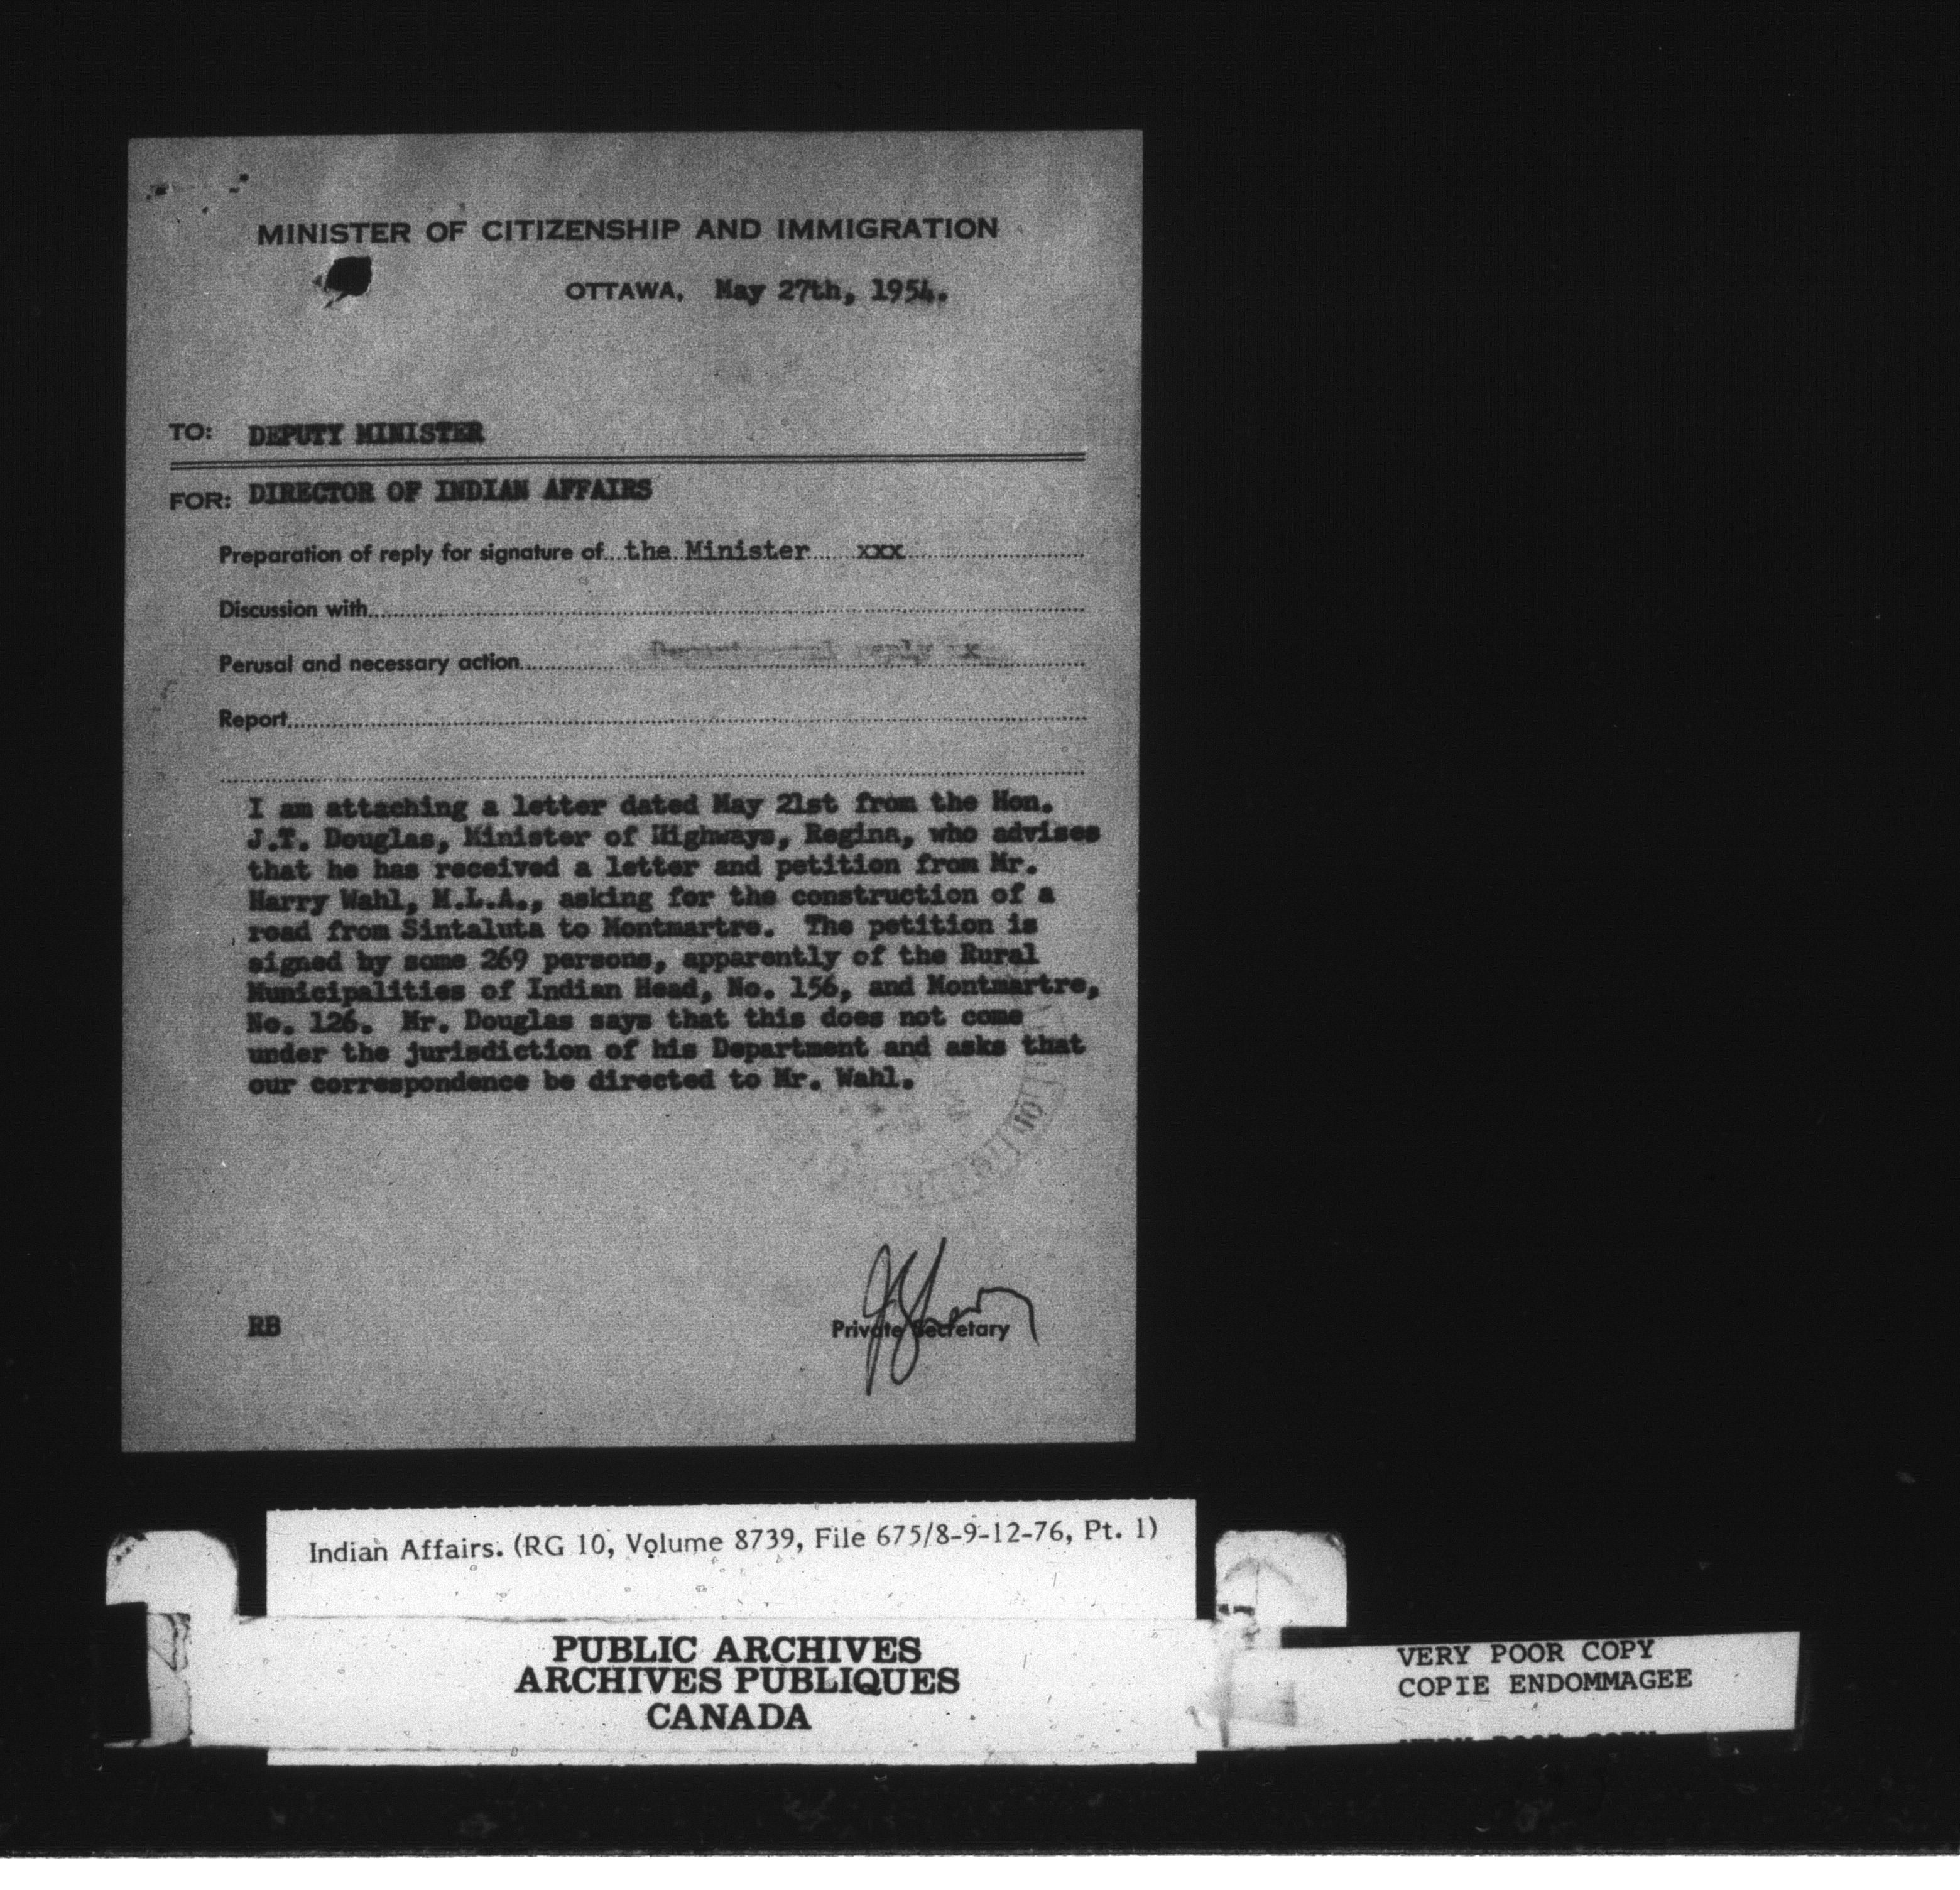 MINISTER OF CITIZENSHIP AND IMMIGRATION
OTTAWA, May 27th, 1954.
TO: DEPUTY MINISTER
FOR: DIRECTOR OF INDIAN AFFAIRS
Preparation of reply for signature of...the Minister.....xxx
Discussion with
Perusal and necessary action Departmental reply x
Report
I am attaching a letter dated May 21st from the Hon.
J.T. Douglas, Minister of Highways, Regina, who advises
that he has received a letter and petition from Mr.
Harry Wahl, M.L.A., asking for the construction of a
road from Sintaluta to Montmartre. The petition is
signed by some 269 persons, apparently of the Rural
Municipalities of Indian Head, No. 156, and Montmartre,
No. 126. Mr. Douglas says that this does not come
under the jurisdiction of his Department and asks that
our correspondence be directed to Mr. Wahl.
RB
Private Secretary
Indian Affairs. (RG 10, Volume 8739, File 675/8-9-12-76, Pt. 1)
PUBLIC ARCHIVES
ARCHIVES PUBLIQUES
CANADA
VERY POOR COPY
COPIE ENDOMMAGEE
VERY POOR COPY